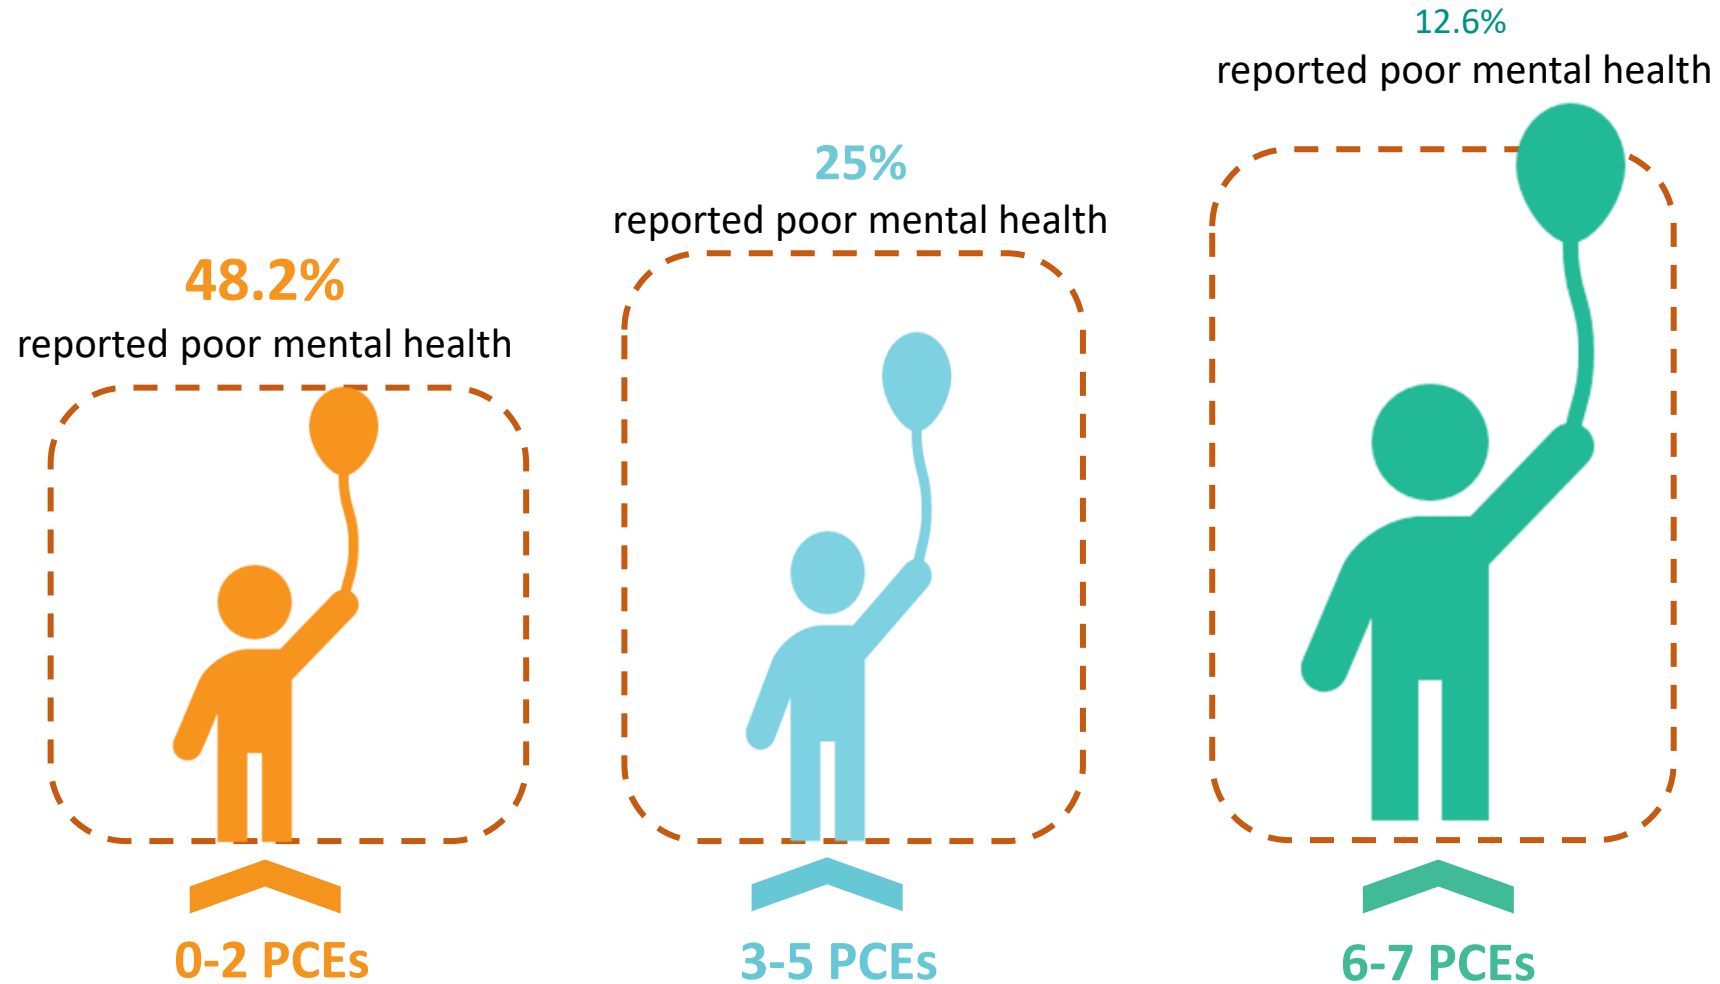 48.2%
reported poor mental health
0-2 PCEs
25%
reported poor mental health
3-5 PCEs
12.6%
reported poor mental health
6-7 PCEs